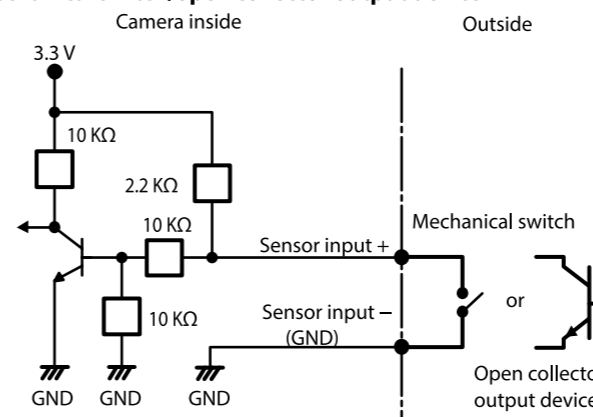 Camera inside
Outside
3.3 V
10 KΩ
2.2 KΩ
10 KΩ
Mechanical switch
Sensor input +
or
10 KΩ
Sensor input −
(GND)
GND
GND
GND
Open
output device